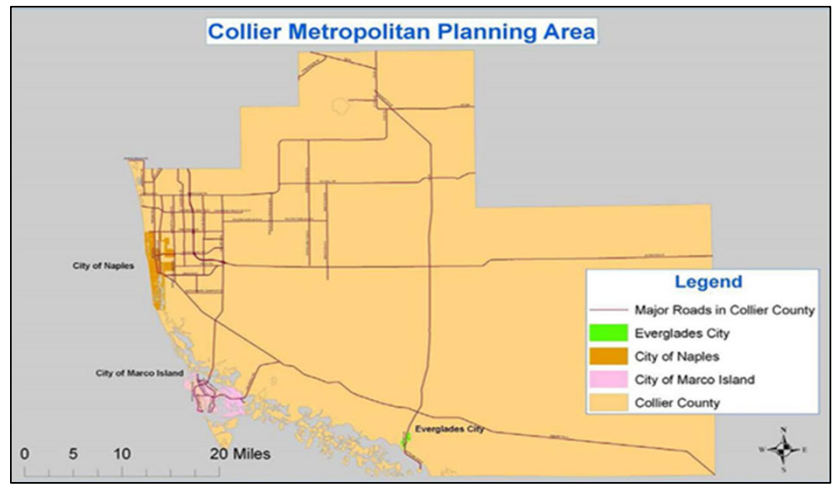 Collier Metropolitan Planning Area
City of Naples
City of Marco Island
Everglades City
Legend
Major Roads in Collier County
Everglades City
City of Naples
City of Marco Island
Collier County
0 5 10 20 Miles
N
W E
S